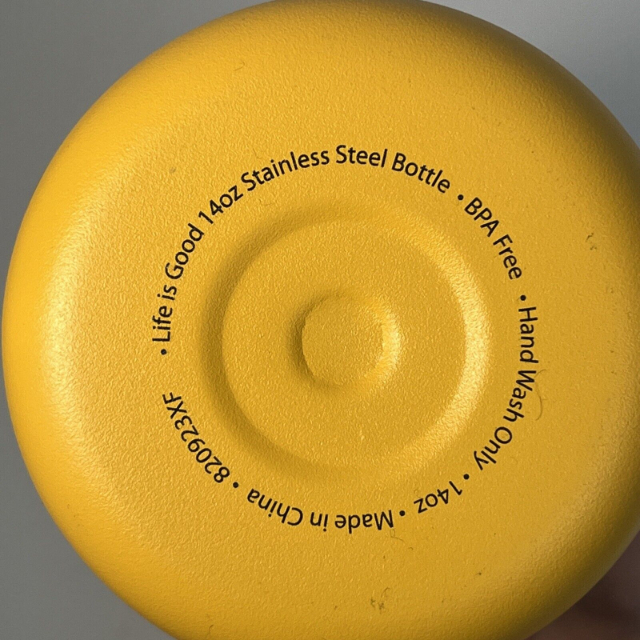 • Life is Good 14oz Stainless Steel Bottle • BPA Free • Hand Wash Only • 14oz • Made in China • 820923XF